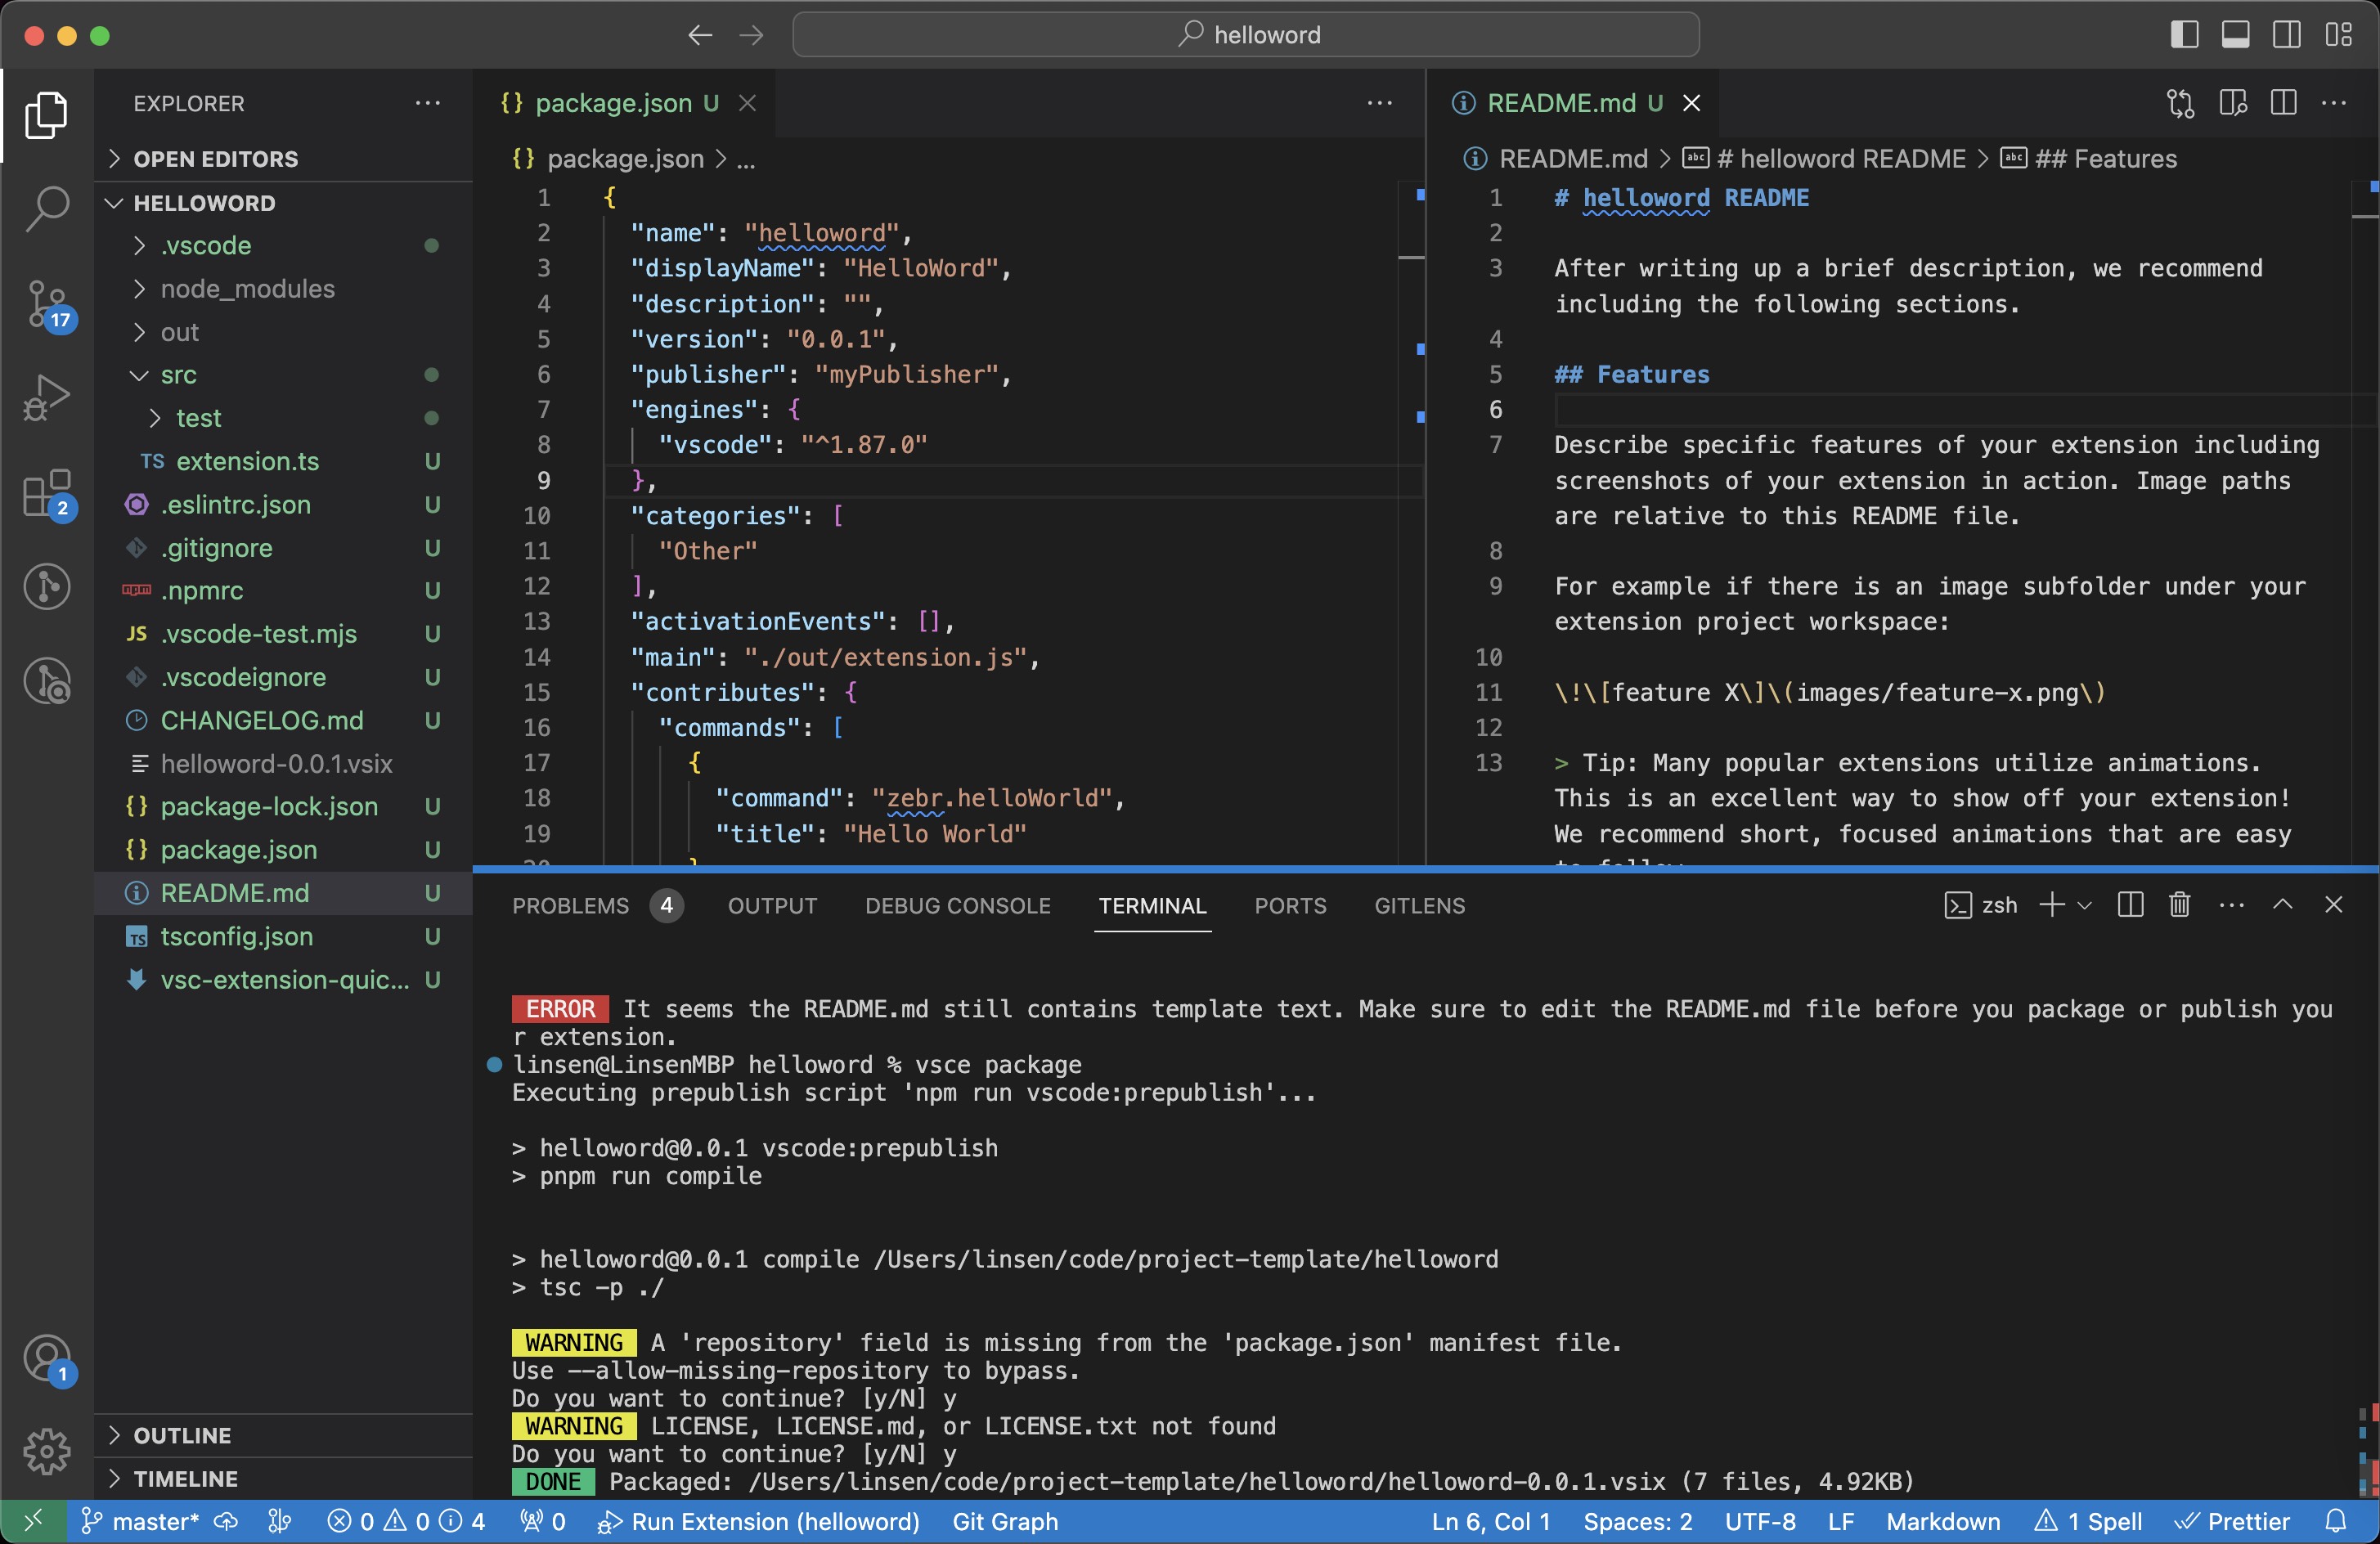 helloword
EXPLORER
OPEN EDITORS
HELLOWORD
.vscode
node_modules
out
src
test
TS extension.ts U
.eslintrc.json U
.gitignore U
npm .npmrc U
JS .vscode-test.mjs U
.vscodeignore U
CHANGELOG.md U
helloword-0.0.1.vsix
{} package-lock.json U
{} package.json U
README.md U
TS tsconfig.json U
vsc-extension-quic... U
OUTLINE
TIMELINE
17
2
1
{} package.json U
{} package.json > ...
1 {
2 "name": "helloword",
3 "displayName": "HelloWord",
4 "description": "",
5 "version": "0.0.1",
6 "publisher": "myPublisher",
7 "engines": {
8 "vscode": "^1.87.0"
9 },
10 "categories": [
11 "Other"
12 ],
13 "activationEvents": [],
14 "main": "./out/extension.js",
15 "contributes": {
16 "commands": [
17 {
18 "command": "zebr.helloWorld",
19 "title": "Hello World"
20 }
README.md U
README.md > abc # helloword README > abc ## Features
1 # helloword README
2
3 After writing up a brief description, we recommend
including the following sections.
4
5 ## Features
6
7 Describe specific features of your extension including
screenshots of your extension in action. Image paths
are relative to this README file.
8
9 For example if there is an image subfolder under your
extension project workspace:
10
11 \!\[feature X\]\(images/feature-x.png\)
12
13 > Tip: Many popular extensions utilize animations.
This is an excellent way to show off your extension!
We recommend short, focused animations that are easy
to follow
PROBLEMS 4 OUTPUT DEBUG CONSOLE TERMINAL PORTS GITLENS zsh
ERROR It seems the README.md still contains template text. Make sure to edit the README.md file before you package or publish you
r extension.
linsen@LinsenMBP helloword % vsce package
Executing prepublish script 'npm run vscode:prepublish'...
> helloword@0.0.1 vscode:prepublish
> pnpm run compile
> helloword@0.0.1 compile /Users/linsen/code/project-template/helloword
> tsc -p ./
WARNING A 'repository' field is missing from the 'package.json' manifest file.
Use --allow-missing-repository to bypass.
Do you want to continue? [y/N] y
WARNING LICENSE, LICENSE.md, or LICENSE.txt not found
Do you want to continue? [y/N] y
DONE Packaged: /Users/linsen/code/project-template/helloword/helloword-0.0.1.vsix (7 files, 4.92KB)
master* 0 0 4 0 Run Extension (helloword) Git Graph Ln 6, Col 1 Spaces: 2 UTF-8 LF Markdown 1 Spell Prettier